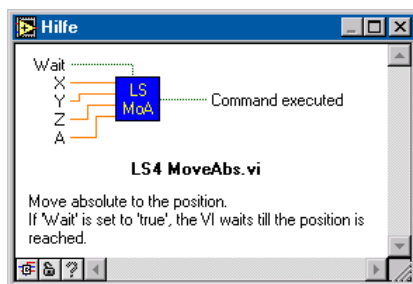 Hilfe
Wait
X
Y
Z
A
LS
MoA
Command executed
LS4 MoveAbs.vi
Move absolute to the position.
If 'Wait' is set to 'true', the VI waits till the position is
reached.
?